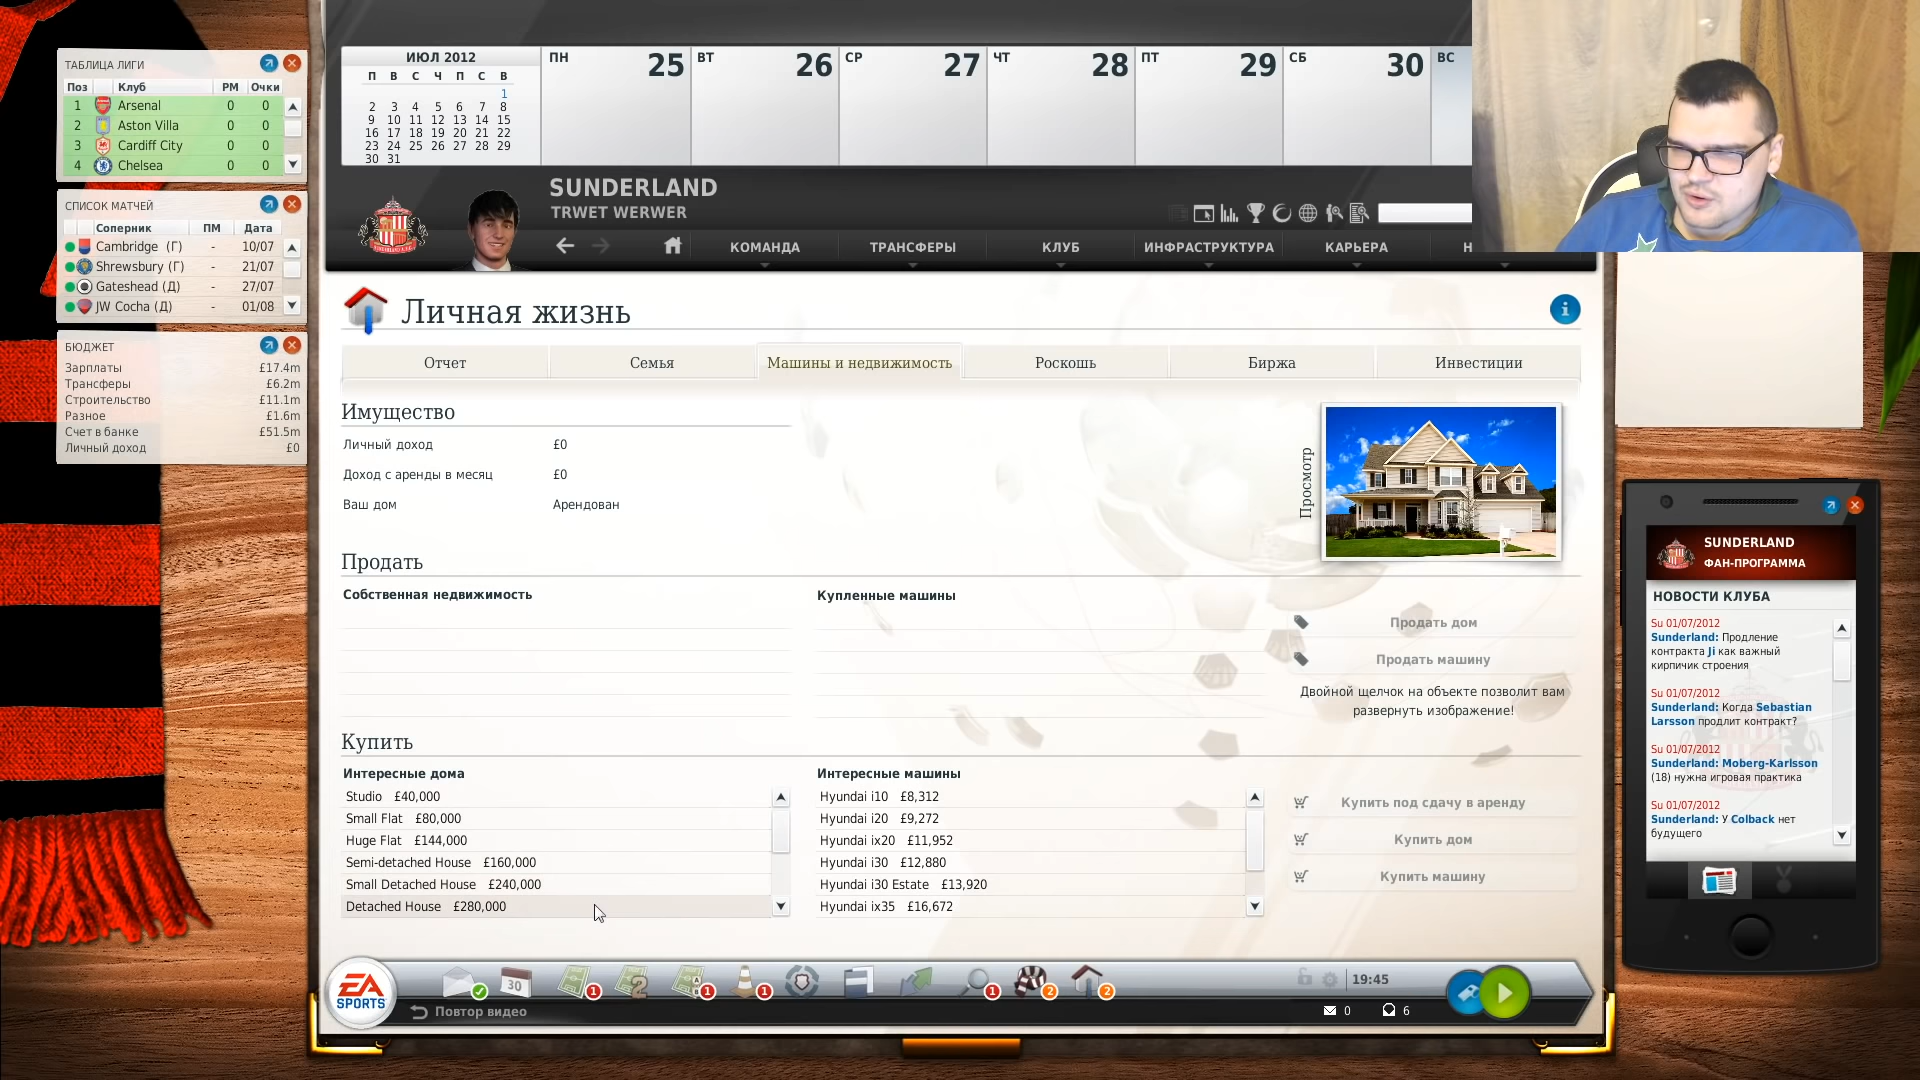 ТАБЛИЦА ЛИГИ
Поз Клуб РМ Очки
1 Arsenal 0 0
2 Aston Villa 0 0
3 Cardiff City 0 0
4 Chelsea 0 0
СПИСОК МАТЧЕЙ
Соперник ПМ Дата
Cambridge (Г) - 10/07
Shrewsbury (Г) - 21/07
Gateshead (Д) - 27/07
JW Cocha (Д) - 01/08
БЮДЖЕТ
Зарплаты £17.4m
Трансферы £6.2m
Строительство £11.1m
Разное £1.6m
Счет в банке £51.5m
Личный доход £0
ИЮЛ 2012
П В С Ч П С В
1
2 3 4 5 6 7 8
9 10 11 12 13 14 15
16 17 18 19 20 21 22
23 24 25 26 27 28 29
30 31
ПН 25 ВТ 26 СР 27 ЧТ 28 ПТ 29 СБ 30 ВС
SUNDERLAND
TRWET WERWER
КОМАНДА ТРАНСФЕРЫ КЛУБ ИНФРАСТРУКТУРА КАРЬЕРА Н
Личная жизнь
Отчет Семья Машины и недвижимость Роскошь Биржа Инвестиции
Имущество
Личный доход £0
Доход с аренды в месяц £0
Ваш дом Арендован
Просмотр
Продать
Собственная недвижимость Купленные машины
Продать дом
Продать машину
Двойной щелчок на объекте позволит вам
развернуть изображение!
Купить
Интересные дома Интересные машины
Studio £40,000 Hyundai i10 £8,312
Small Flat £80,000 Hyundai i20 £9,272
Huge Flat £144,000 Hyundai ix20 £11,952
Semi-detached House £160,000 Hyundai i30 £12,880
Small Detached House £240,000 Hyundai i30 Estate £13,920
Detached House £280,000 Hyundai ix35 £16,672
Купить под сдачу в аренду
Купить дом
Купить машину
SUNDERLAND
ФАН-ПРОГРАММА
НОВОСТИ КЛУБА
Su 01/07/2012
Sunderland: Продление
контракта Ji как важный
кирпичик строения
Su 01/07/2012
Sunderland: Когда Sebastian
Larsson продлит контракт?
Su 01/07/2012
Sunderland: Moberg-Karlsson
(18) нужна игровая практика
Su 01/07/2012
Sunderland: У Colback нет
будущего
EA
SPORTS
30 1 2 1 1 1 2 2
19:45
Повтор видео
0 6